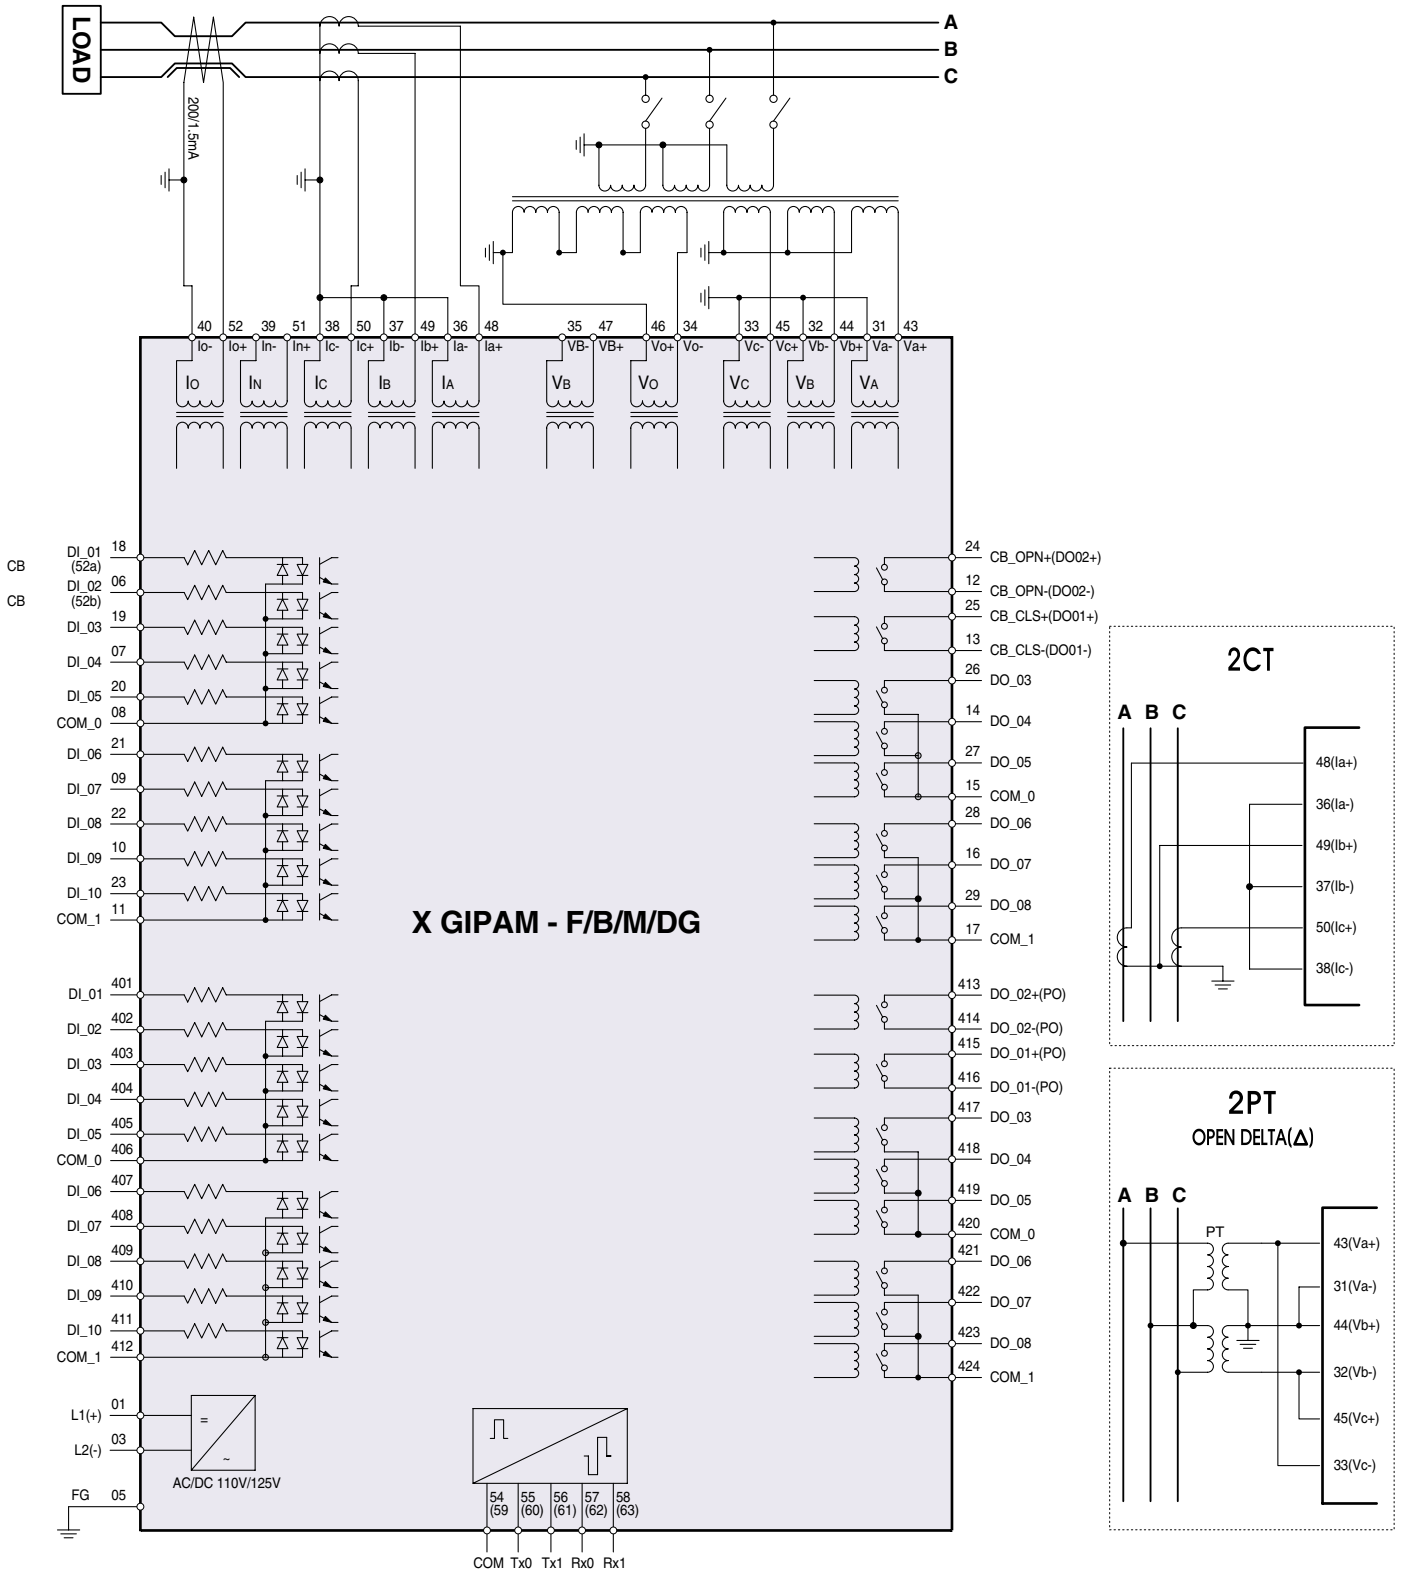 LOAD
A
B
C
200/1.5mA
40 52 39 51 38 50 37 49 36 48 35 47 46 34 33 45 32 44 31 43
Io- Io+ In- In+ Ic- Ic+ Ib- Ib+ Ia- Ia+ VB- VB+ Vo+ Vo- Vc- Vc+ Vb- Vb+ Va- Va+
IO IN IC IB IA VB VO VC VB VA
CB DI_01 18
(52a)
CB DI_02 06
(52b)
DI_03 19
DI_04 07
DI_05 20
COM_0 08
DI_06 21
DI_07 09
DI_08 22
DI_09 10
DI_10 23
COM_1 11
DI_01 401
DI_02 402
DI_03 403
DI_04 404
DI_05 405
COM_0 406
DI_06 407
DI_07 408
DI_08 409
DI_09 410
DI_10 411
COM_1 412
L1(+) 01
L2(-) 03
FG 05
= ~
AC/DC 110V/125V
X GIPAM - F/B/M/DG
24 CB_OPN+(DO02+)
12 CB_OPN-(DO02-)
25 CB_CLS+(DO01+)
13 CB_CLS-(DO01-)
26 DO_03
14 DO_04
27 DO_05
15 COM_0
28 DO_06
16 DO_07
29 DO_08
17 COM_1
413 DO_02+(PO)
414 DO_02-(PO)
415 DO_01+(PO)
416 DO_01-(PO)
417 DO_03
418 DO_04
419 DO_05
420 COM_0
421 DO_06
422 DO_07
423 DO_08
424 COM_1
54 55 56 57 58
(59 (60) (61) (62) (63)
COM Tx0 Tx1 Rx0 Rx1
2CT
A B C
48(Ia+)
36(Ia-)
49(Ib+)
37(Ib-)
50(Ic+)
38(Ic-)
2PT
OPEN DELTA(Δ)
A B C
PT
43(Va+)
31(Va-)
44(Vb+)
32(Vb-)
45(Vc+)
33(Vc-)